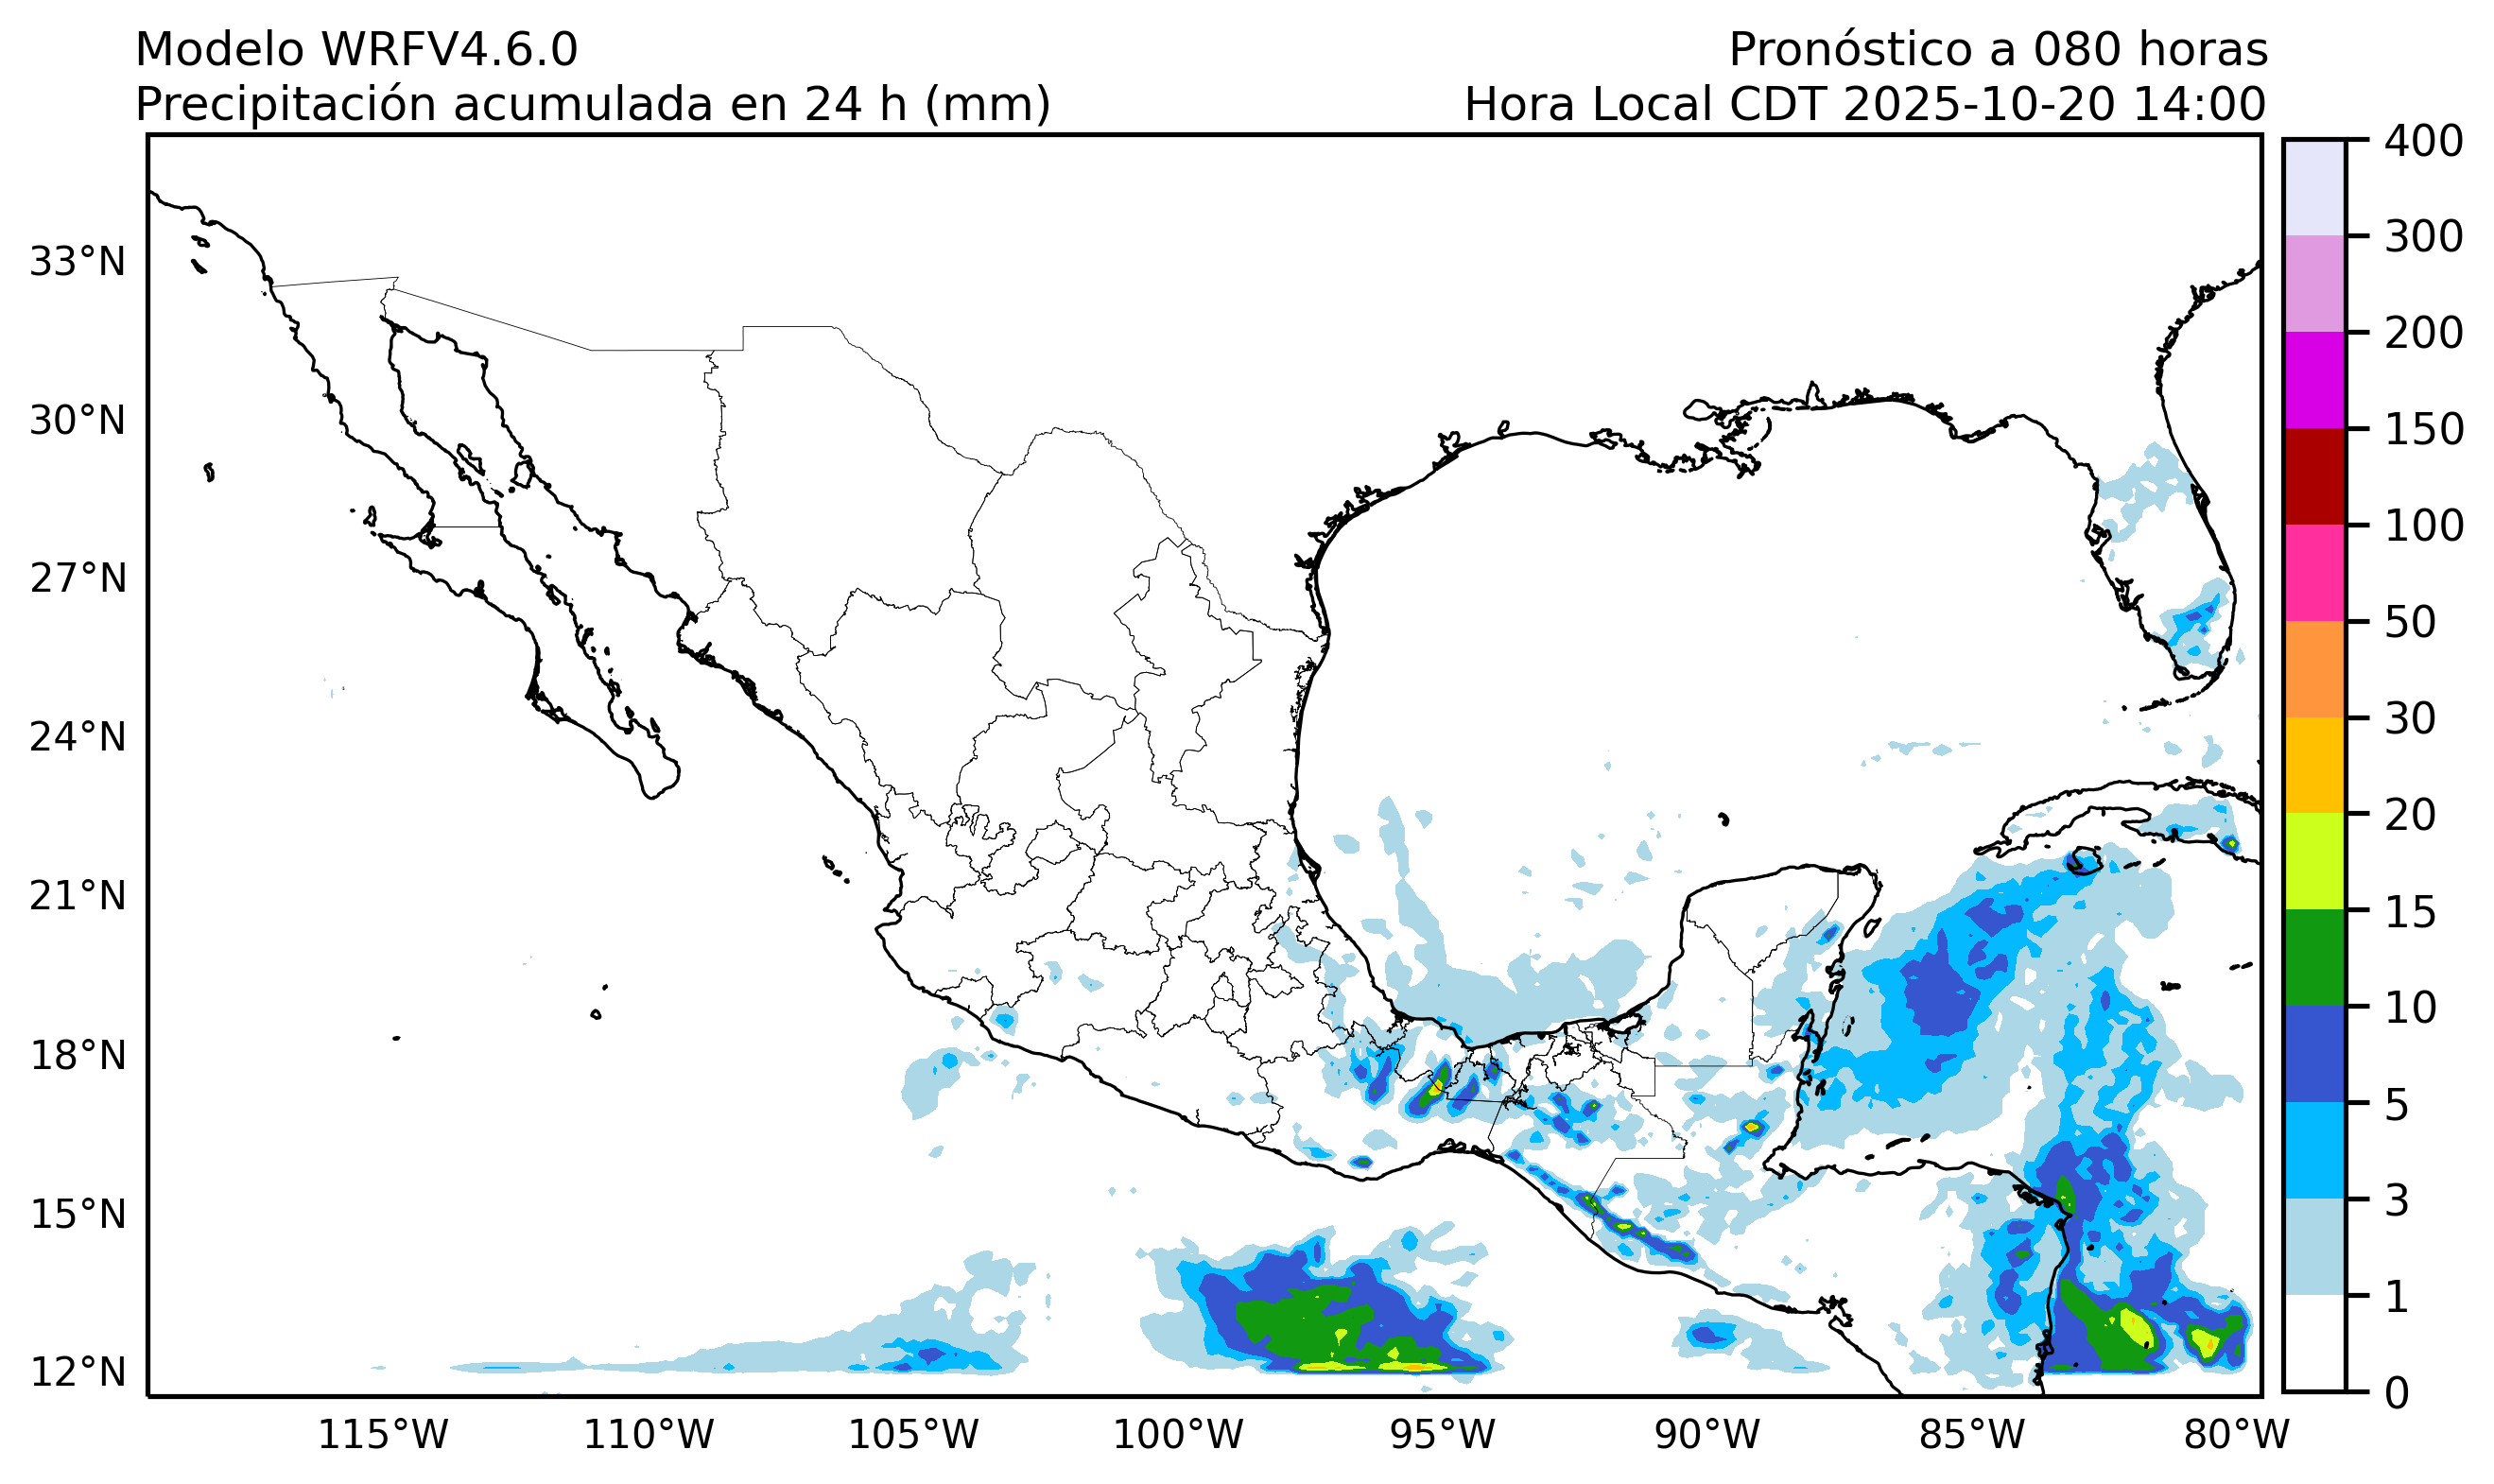 Modelo WRFV4.6.0
Precipitación acumulada en 24 h (mm)
Pronóstico a 080 horas
Hora Local CDT 2025-10-20 14:00
33°N
30°N
27°N
24°N
21°N
18°N
15°N
12°N
115°W
110°W
105°W
100°W
95°W
90°W
85°W
80°W
400
300
200
150
100
50
30
20
15
10
5
3
1
0